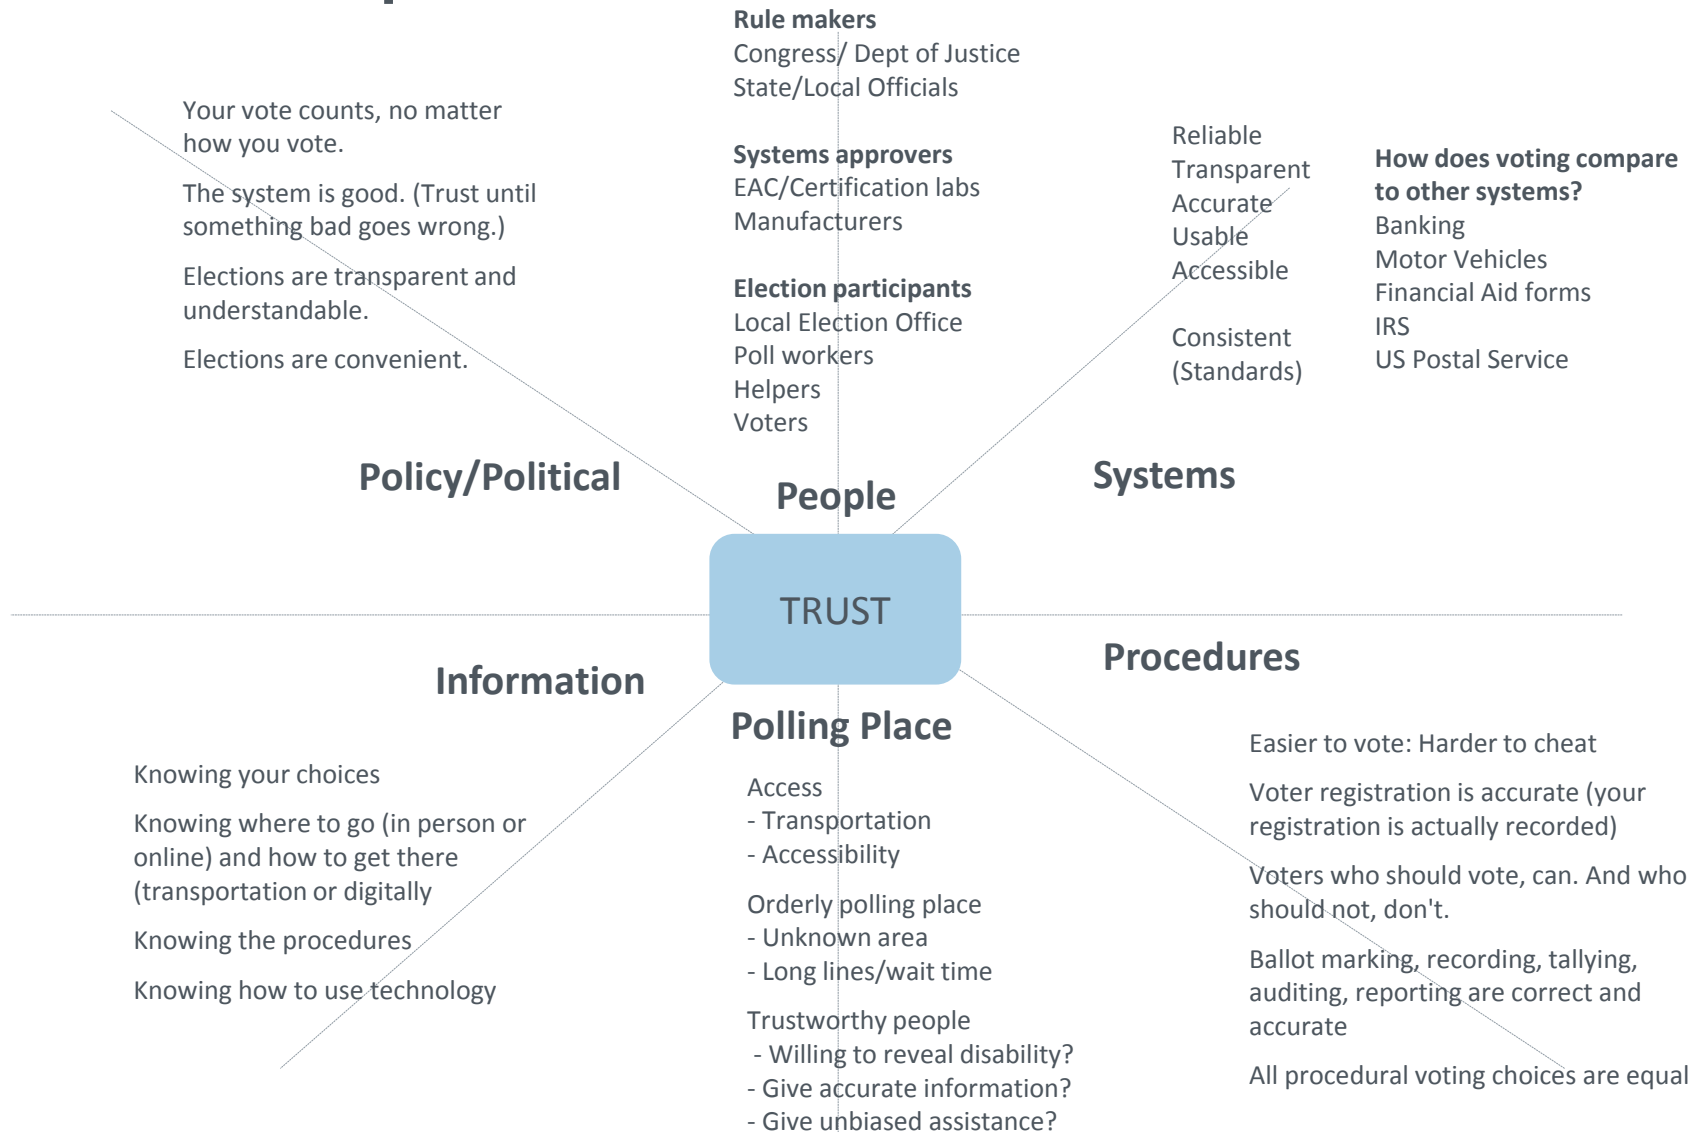 Rule makers
Congress/ Dept of Justice
State/Local Officials
Systems approvers
EAC/Certification labs
Manufacturers
Election participants
Local Election Office
Poll workers
Helpers
Voters
People
Your vote counts, no matter
how you vote.
The system is good. (Trust until
something bad goes wrong.)
Elections are transparent and
understandable.
Elections are convenient.
Policy/Political
Reliable
Transparent
Accurate
Usable
Accessible
Consistent
(Standards)
How does voting compare
to other systems?
Banking
Motor Vehicles
Financial Aid forms
IRS
US Postal Service
Systems
TRUST
Information
Knowing your choices
Knowing where to go (in person or
online) and how to get there
(transportation or digitally
Knowing the procedures
Knowing how to use technology
Polling Place
Access
- Transportation
- Accessibility
Orderly polling place
- Unknown area
- Long lines/wait time
Trustworthy people
- Willing to reveal disability?
- Give accurate information?
- Give unbiased assistance?
Procedures
Easier to vote: Harder to cheat
Voter registration is accurate (your
registration is actually recorded)
Voters who should vote, can. And who
should not, don't.
Ballot marking, recording, tallying,
auditing, reporting are correct and
accurate
All procedural voting choices are equal